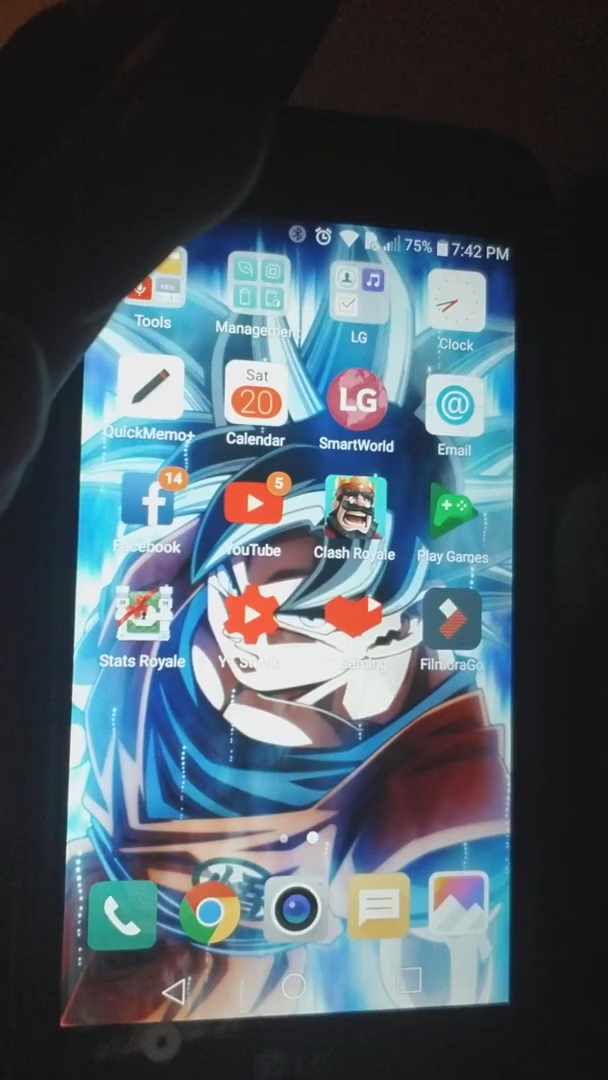 75% 7:42 PM
Tools Management LG Clock
Sat
20
LG
@
QuickMemo+ Calendar SmartWorld Email
14 5
Facebook YouTube Clash Royale Play Games
Stats Royale Gaming FilmoraGo